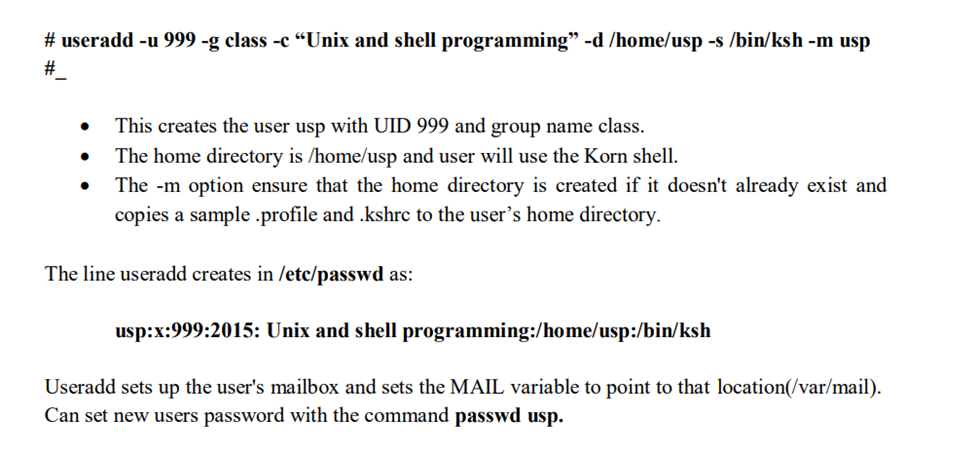 # useradd -u 999 -g class -c “Unix and shell programming” -d /home/usp -s /bin/ksh -m usp
#_
• This creates the user usp with UID 999 and group name class.
• The home directory is /home/usp and user will use the Korn shell.
• The -m option ensure that the home directory is created if it doesn't already exist and
copies a sample .profile and .kshrc to the user’s home directory.
The line useradd creates in /etc/passwd as:
usp:x:999:2015: Unix and shell programming:/home/usp:/bin/ksh
Useradd sets up the user's mailbox and sets the MAIL variable to point to that location(/var/mail).
Can set new users password with the command passwd usp.